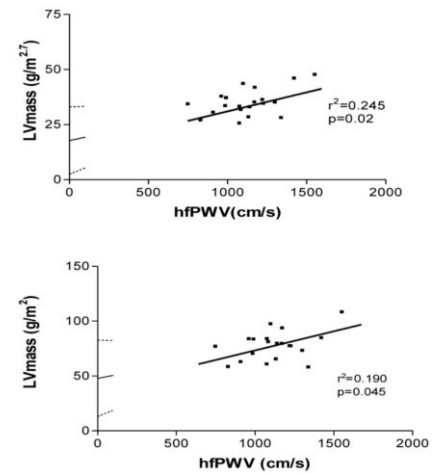 75
50
25
0
LVmass (g/m^2.7)
r²=0.245
p=0.02
0 500 1000 1500 2000
hfPWV(cm/s)
150
100
50
0
LVmass (g/m²)
r²=0.190
p=0.045
0 500 1000 1500 2000
hfPWV (cm/s)